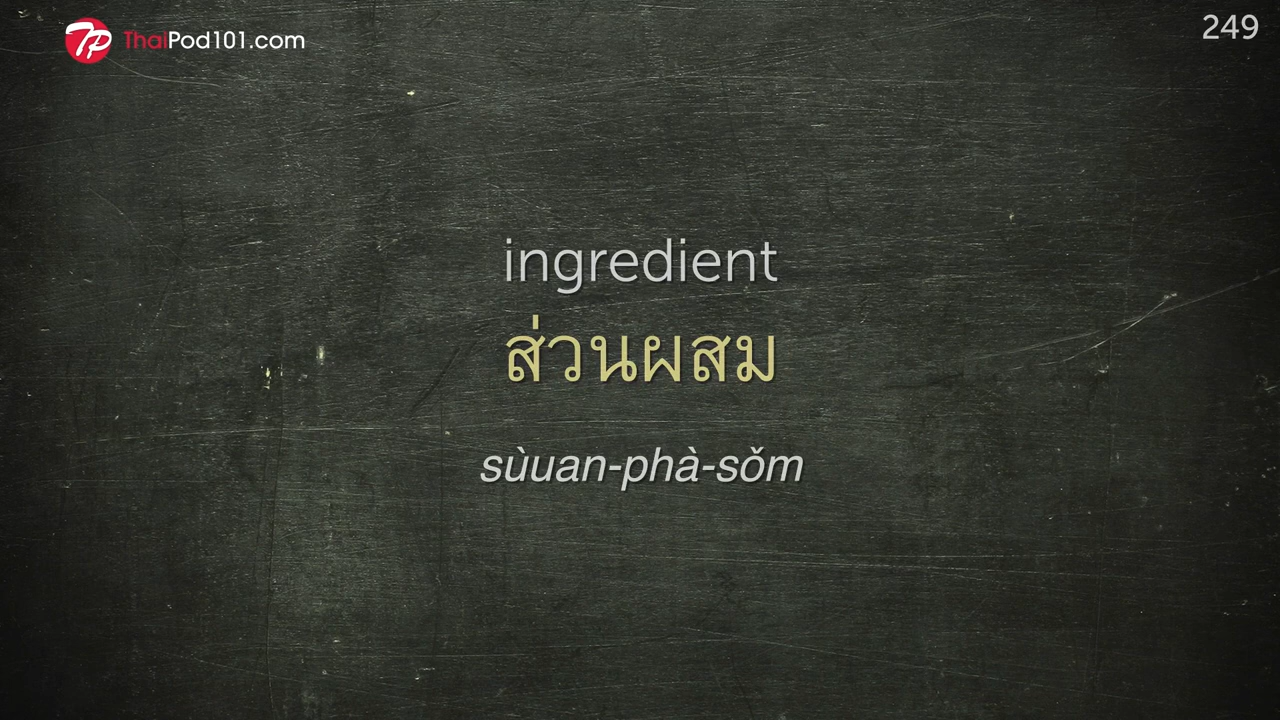 ThaiPod101.com
249
ingredient
ส่วนผสม
sùuan-phà-sǒm